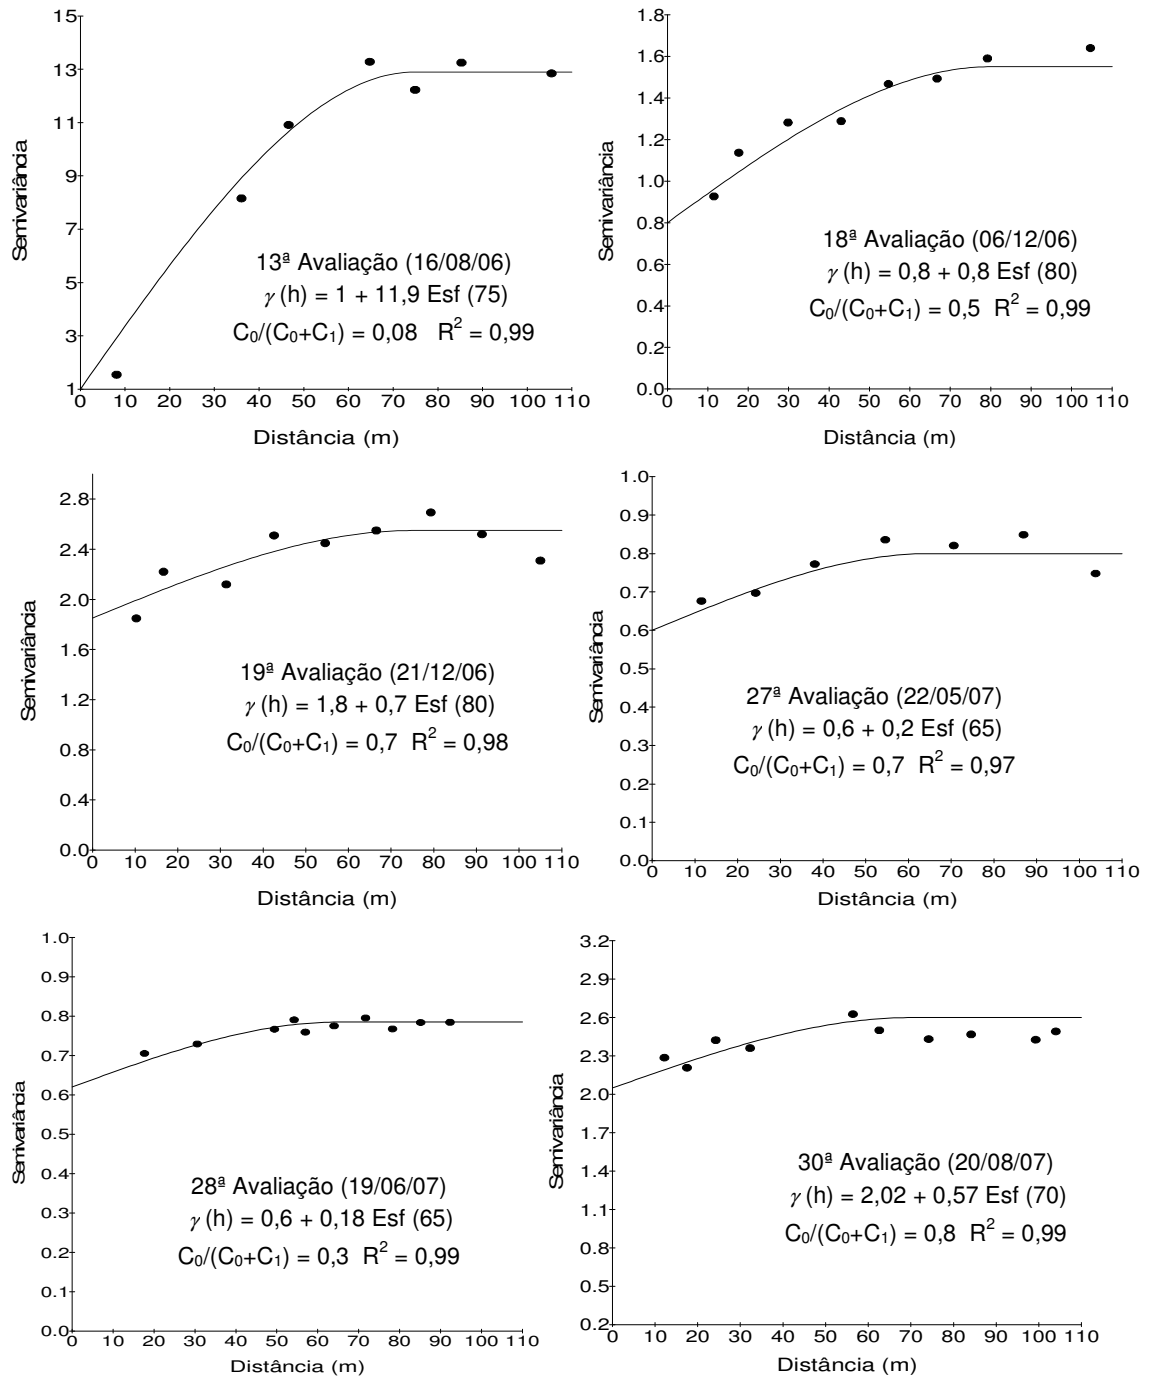 15
13
11
9
7
5
3
1
Semivariância
0 10 20 30 40 50 60 70 80 90 100 110
Distância (m)
13ª Avaliação (16/08/06)
γ (h) = 1 + 11,9 Esf (75)
C₀/(C₀+C₁) = 0,08 R² = 0,99
1.8
1.6
1.4
1.2
1.0
0.8
0.6
0.4
0.2
0.0
Semivariância
0 10 20 30 40 50 60 70 80 90 100 110
Distância (m)
18ª Avaliação (06/12/06)
γ (h) = 0,8 + 0,8 Esf (80)
C₀/(C₀+C₁) = 0,5 R² = 0,99
2.8
2.4
2.0
1.6
1.2
0.8
0.4
0.0
Semivariância
0 10 20 30 40 50 60 70 80 90 100 110
Distância (m)
19ª Avaliação (21/12/06)
γ (h) = 1,8 + 0,7 Esf (80)
C₀/(C₀+C₁) = 0,7 R² = 0,98
1.0
0.9
0.8
0.7
0.6
0.5
0.4
0.3
0.2
0.1
0.0
Semivariância
0 10 20 30 40 50 60 70 80 90 100 110
Distância (m)
27ª Avaliação (22/05/07)
γ (h) = 0,6 + 0,2 Esf (65)
C₀/(C₀+C₁) = 0,7 R² = 0,97
1.0
0.9
0.8
0.7
0.6
0.5
0.4
0.3
0.2
0.1
0.0
Semivariância
0 10 20 30 40 50 60 70 80 90 100 110
Distância (m)
28ª Avaliação (19/06/07)
γ (h) = 0,6 + 0,18 Esf (65)
C₀/(C₀+C₁) = 0,3 R² = 0,99
3.2
2.9
2.6
2.3
2.0
1.7
1.4
1.1
0.8
0.5
0.2
Semivariância
0 10 20 30 40 50 60 70 80 90 100 110
Distância (m)
30ª Avaliação (20/08/07)
γ (h) = 2,02 + 0,57 Esf (70)
C₀/(C₀+C₁) = 0,8 R² = 0,99